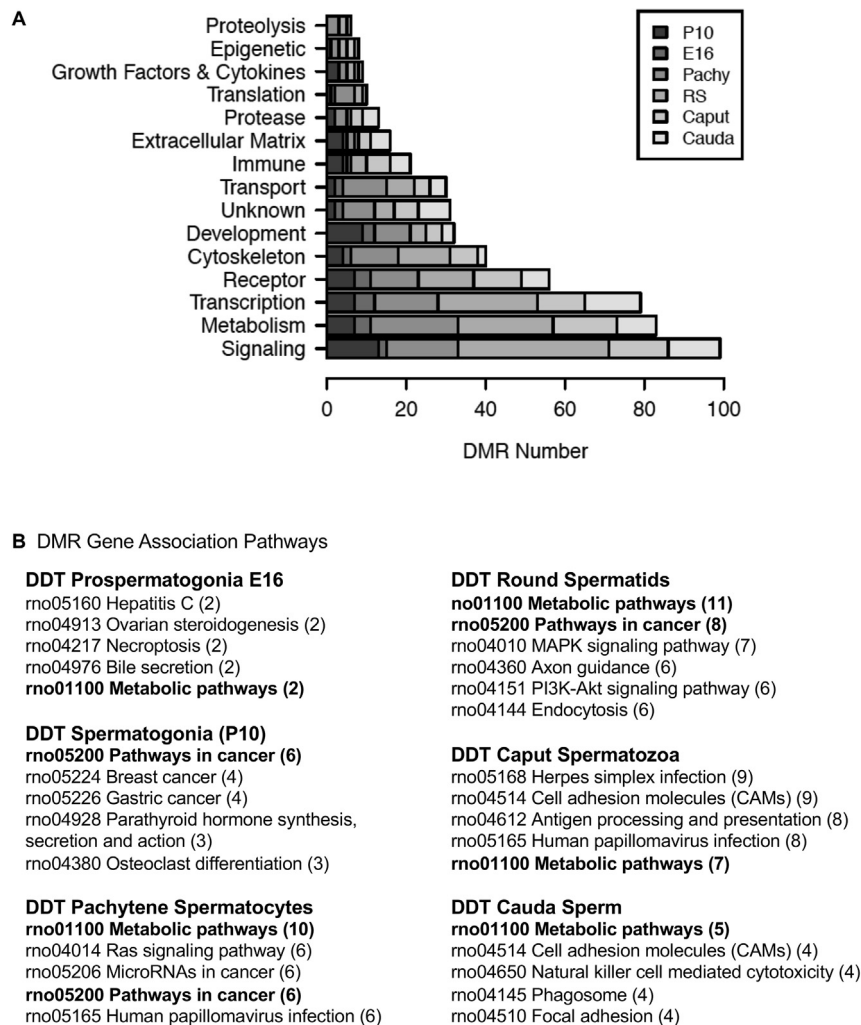 A
Proteolysis
Epigenetic
Growth Factors & Cytokines
Translation
Protease
Extracellular Matrix
Immune
Transport
Unknown
Development
Cytoskeleton
Receptor
Transcription
Metabolism
Signaling
P10
E16
Pachy
RS
Caput
Cauda
0 20 40 60 80 100
DMR Number
B DMR Gene Association Pathways
DDT Prospermatogonia E16
rno05160 Hepatitis C (2)
rno04913 Ovarian steroidogenesis (2)
rno04217 Necroptosis (2)
rno04976 Bile secretion (2)
rno01100 Metabolic pathways (2)
DDT Spermatogonia (P10)
rno05200 Pathways in cancer (6)
rno05224 Breast cancer (4)
rno05226 Gastric cancer (4)
rno04928 Parathyroid hormone synthesis,
secretion and action (3)
rno04380 Osteoclast differentiation (3)
DDT Pachytene Spermatocytes
rno01100 Metabolic pathways (10)
rno04014 Ras signaling pathway (6)
rno05206 MicroRNAs in cancer (6)
rno05200 Pathways in cancer (6)
rno05165 Human papillomavirus infection (6)
DDT Round Spermatids
no01100 Metabolic pathways (11)
rno05200 Pathways in cancer (8)
rno04010 MAPK signaling pathway (7)
rno04360 Axon guidance (6)
rno04151 PI3K-Akt signaling pathway (6)
rno04144 Endocytosis (6)
DDT Caput Spermatozoa
rno05168 Herpes simplex infection (9)
rno04514 Cell adhesion molecules (CAMs) (9)
rno04612 Antigen processing and presentation (8)
rno05165 Human papillomavirus infection (8)
rno01100 Metabolic pathways (7)
DDT Cauda Sperm
rno01100 Metabolic pathways (5)
rno04514 Cell adhesion molecules (CAMs) (4)
rno04650 Natural killer cell mediated cytotoxicity (4)
rno04145 Phagosome (4)
rno04510 Focal adhesion (4)